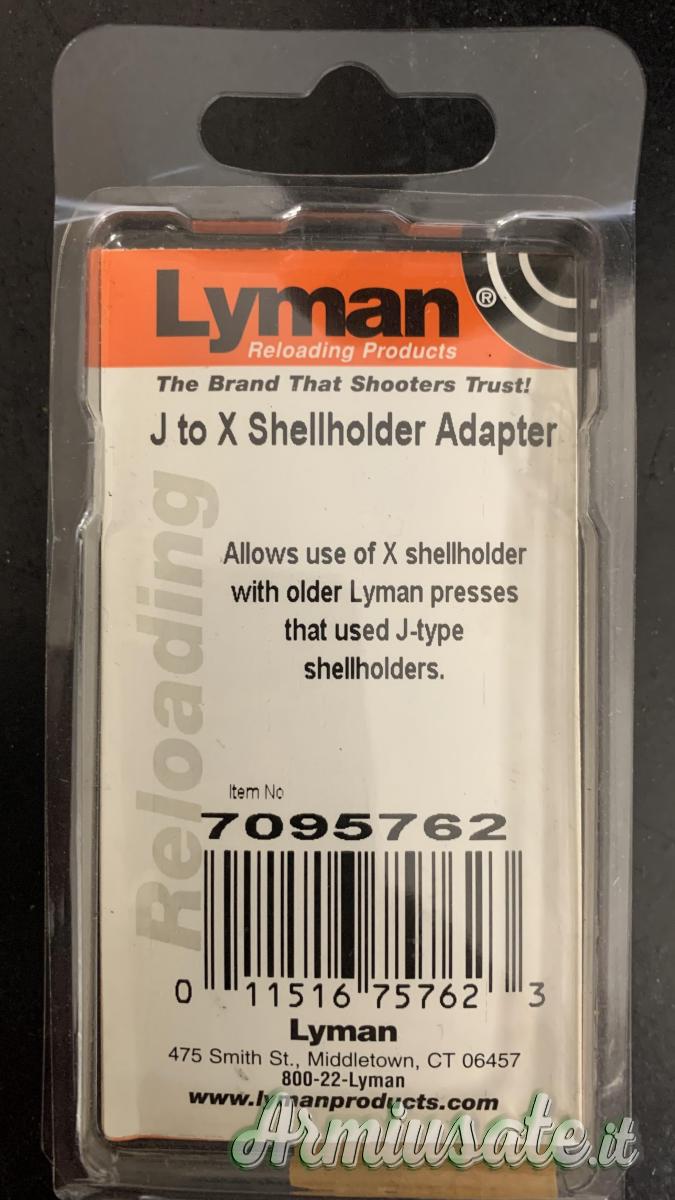 Lyman®
Reloading Products
The Brand That Shooters Trust!
J to X Shellholder Adapter
Reloading
Allows use of X shellholder
with older Lyman presses
that used J-type
shellholders.
Item No
7095762
0 11516 75762 3
Lyman
475 Smith St., Middletown, CT 06457
800-22-Lyman
www.lymanproducts.com
Armiusate.it